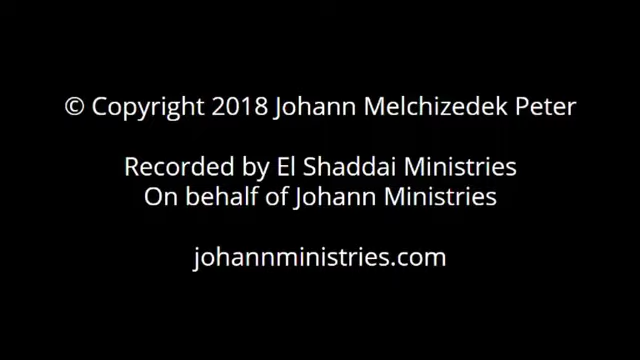 © Copyright 2018 Johann Melchizedek Peter
Recorded by El Shaddai Ministries
On behalf of Johann Ministries
johannministries.com